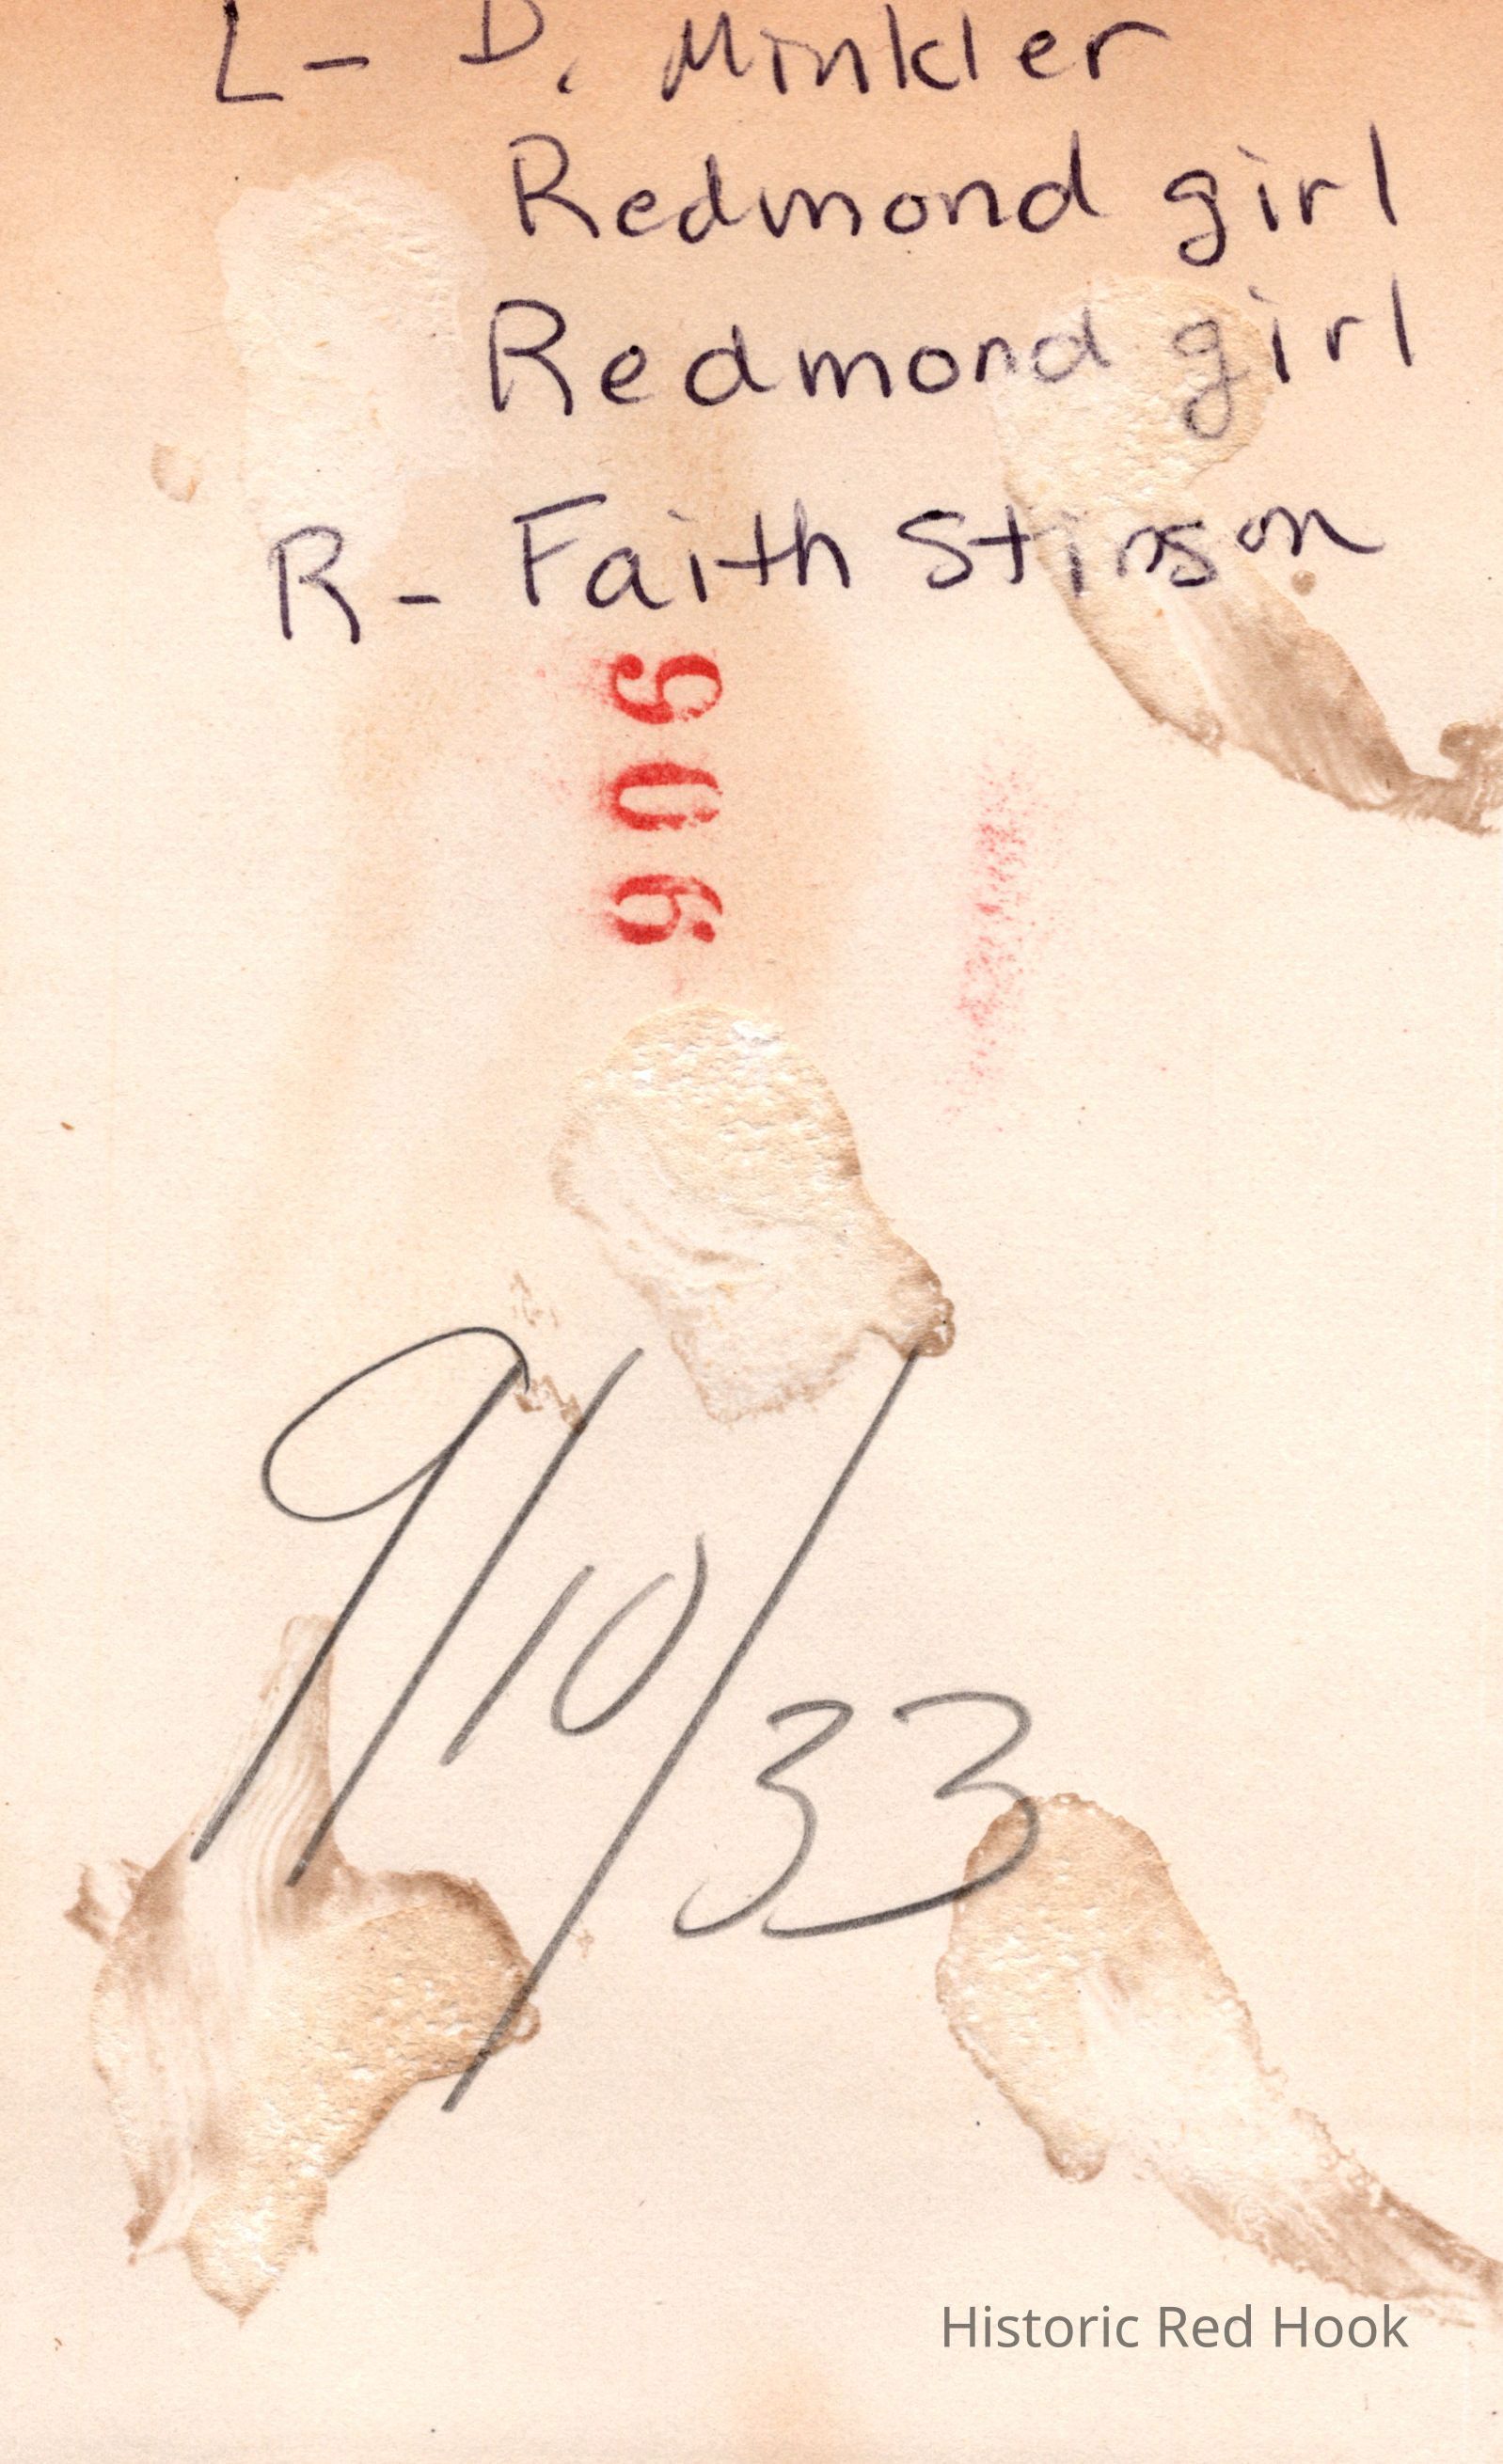 L - D. Minkler
Redmond girl
Redmond girl
R - Faith Stinson
906
9/10/33
Historic Red Hook